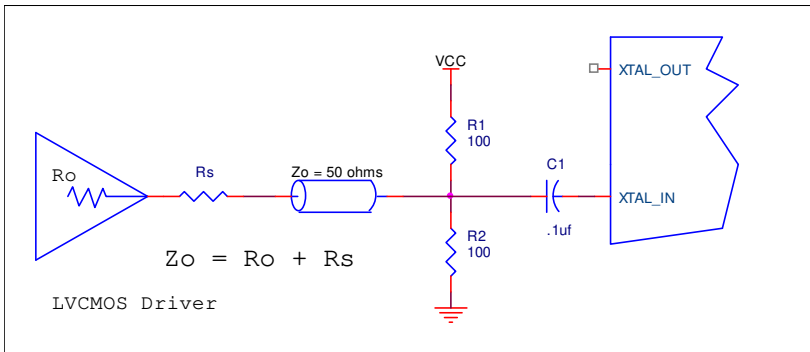 VCC
XTAL_OUT
R1
100
C1
Ro
Rs
Zo = 50 ohms
XTAL_IN
.1uf
R2
100
Zo = Ro + Rs
LVCMOS Driver